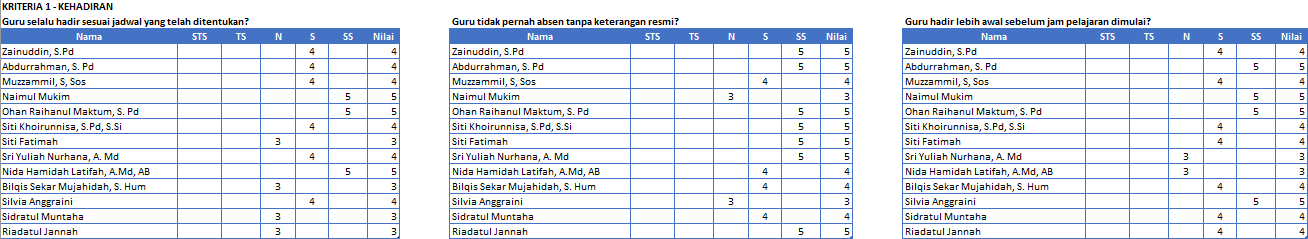 KRITERIA 1 - KEHADIRAN
Guru selalu hadir sesuai jadwal yang telah ditentukan?
Nama STS TS N S SS Nilai
Zainuddin, S.Pd 4 4
Abdurrahman, S. Pd 4 4
Muzzammil, S, Sos 4 4
Naimul Mukim 5 5
Ohan Raihanul Maktum, S. Pd 5 5
Siti Khoirunnisa, S.Pd, S.Si 4 4
Siti Fatimah 3 3
Sri Yuliah Nurhana, A. Md 4 4
Nida Hamidah Latifah, A.Md, AB 5 5
Bilqis Sekar Mujahidah, S. Hum 3 3
Silvia Anggraini 4 4
Sidratul Muntaha 3 3
Riadatul Jannah 3 3
Guru tidak pernah absen tanpa keterangan resmi?
Nama STS TS N S SS Nilai
Zainuddin, S.Pd 5 5
Abdurrahman, S. Pd 5 5
Muzzammil, S, Sos 4 4
Naimul Mukim 3 3
Ohan Raihanul Maktum, S. Pd 5 5
Siti Khoirunnisa, S.Pd, S.Si 5 5
Siti Fatimah 5 5
Sri Yuliah Nurhana, A. Md 5 5
Nida Hamidah Latifah, A.Md, AB 4 4
Bilqis Sekar Mujahidah, S. Hum 4 4
Silvia Anggraini 3 3
Sidratul Muntaha 4 4
Riadatul Jannah 5 5
Guru hadir lebih awal sebelum jam pelajaran dimulai?
Nama STS TS N S SS Nilai
Zainuddin, S.Pd 4 4
Abdurrahman, S. Pd 5 5
Muzzammil, S, Sos 4 4
Naimul Mukim 5 5
Ohan Raihanul Maktum, S. Pd 5 5
Siti Khoirunnisa, S.Pd, S.Si 4 4
Siti Fatimah 4 4
Sri Yuliah Nurhana, A. Md 3 3
Nida Hamidah Latifah, A.Md, AB 3 3
Bilqis Sekar Mujahidah, S. Hum 4 4
Silvia Anggraini 5 5
Sidratul Muntaha 4 4
Riadatul Jannah 4 4